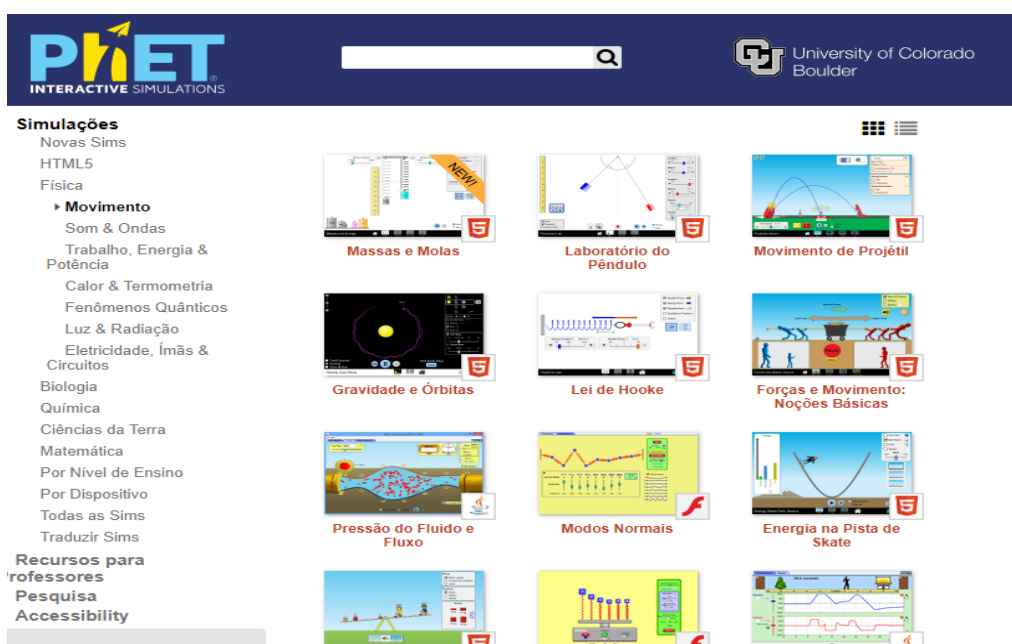 PhET
INTERACTIVE SIMULATIONS
University of Colorado
Boulder
Simulações
Novas Sims
HTML5
Física
Movimento
Som & Ondas
Trabalho, Energia &
Potência
Calor & Termometria
Fenômenos Quânticos
Luz & Radiação
Eletricidade, Ímãs &
Circuitos
Biologia
Química
Ciências da Terra
Matemática
Por Nível de Ensino
Por Dispositivo
Todas as Sims
Traduzir Sims
Recursos para
rofessores
Pesquisa
Accessibility
NEW!
Massas e Molas
Laboratório do
Pêndulo
Movimento de Projétil
Gravidade e Órbitas
Lei de Hooke
Forças e Movimento:
Noções Básicas
Pressão do Fluido e
Fluxo
Modos Normais
Energia na Pista de
Skate